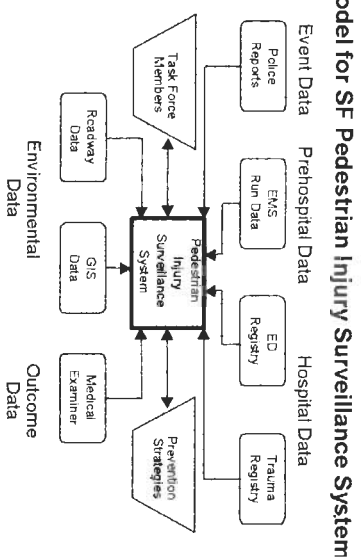 odel for SF Pedestrian Injury Surveillance System
Event Data
Prehospital Data
Hospital Data
Police
Reports
EMS
Run Data
ED
Registry
Trauma
Registry
Task Force
Members
Pedestrian
Injury
Surveillance
System
Prevention
Strategies
Roadway
Data
GIS
Data
Medical
Examiner
Environmental
Data
Outcome
Data